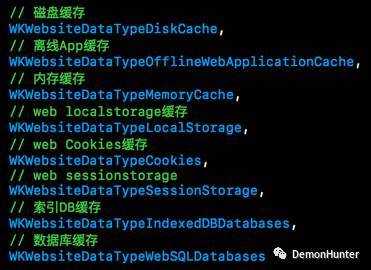 // 磁盘缓存
WKWebsiteDataTypeDiskCache,
// 离线App缓存
WKWebsiteDataTypeOfflineWebApplicationCache,
// 内存缓存
WKWebsiteDataTypeMemoryCache,
// web localstorage缓存
WKWebsiteDataTypeLocalStorage,
// web Cookies缓存
WKWebsiteDataTypeCookies,
// web sessionstorage
WKWebsiteDataTypeSessionStorage,
// 索引DB缓存
WKWebsiteDataTypeIndexedDBDatabases,
// 数据库缓存
WKWebsiteDataTypeWebSQLDatabases
DemonHunter